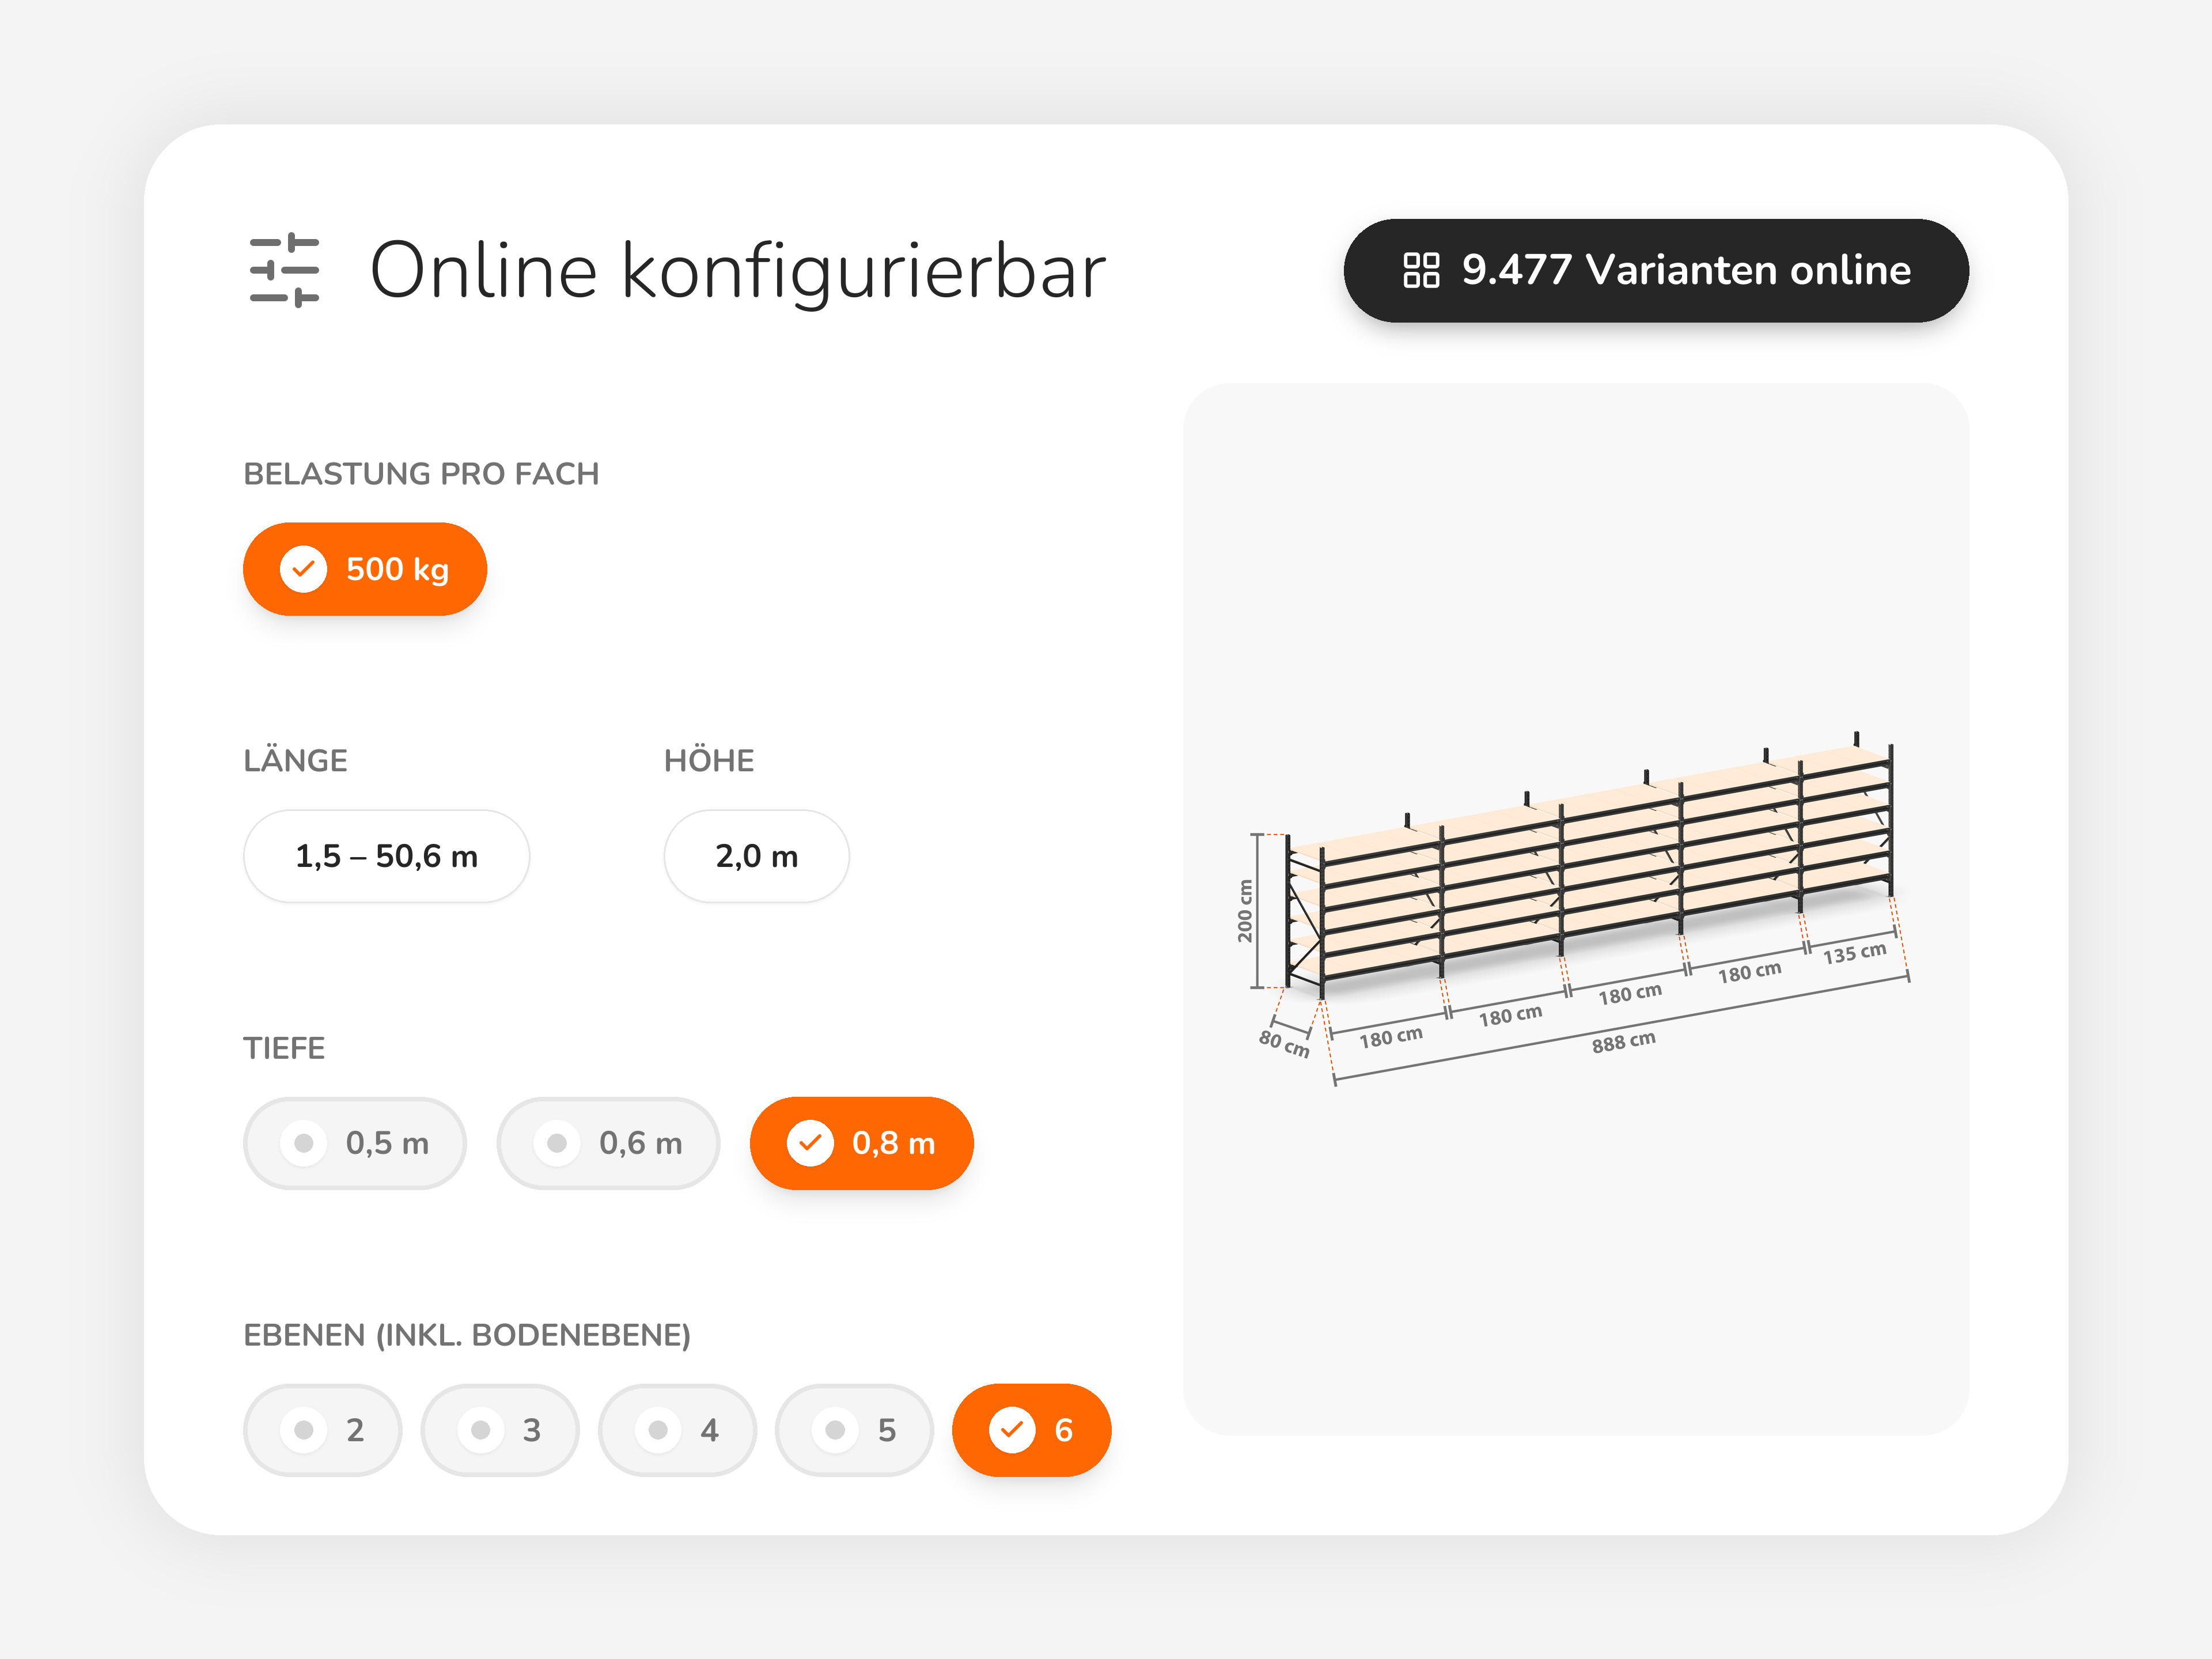 Online konfigurierbar
9.477 Varianten online
BELASTUNG PRO FACH
500 kg
LÄNGE
HÖHE
1,5 – 50,6 m
2,0 m
TIEFE
0,5 m
0,6 m
0,8 m
EBENEN (INKL. BODENEBENE)
2
3
4
5
6
200 cm
80 cm
180 cm
180 cm
180 cm
180 cm
135 cm
888 cm